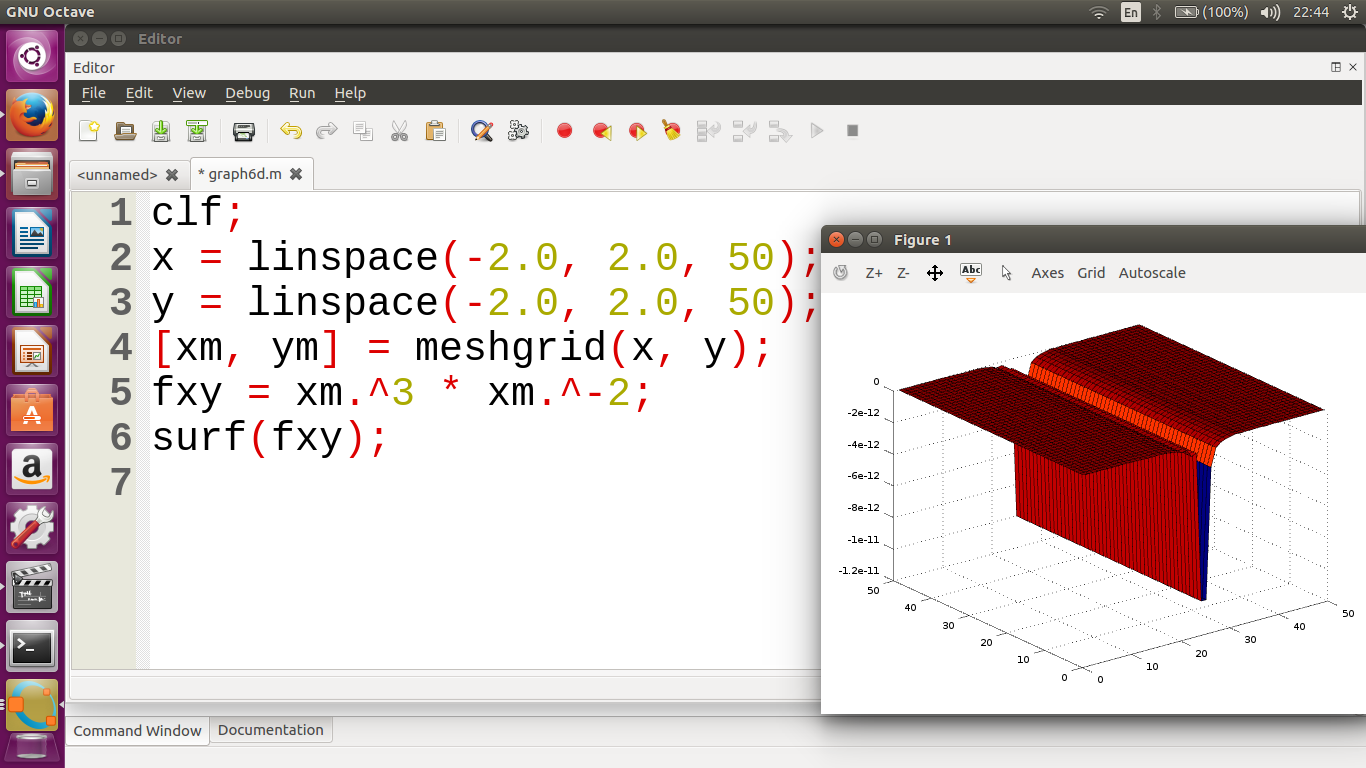 GNU Octave
En
(100%)
22:44
Editor
Editor
File Edit View Debug Run Help
<unnamed>
* graph6d.m
1 clf;
2 x = linspace(-2.0, 2.0, 50);
3 y = linspace(-2.0, 2.0, 50);
4 [xm, ym] = meshgrid(x, y);
5 fxy = xm.^3 * xm.^-2;
6 surf(fxy);
7
Figure 1
Z+ Z- Abc Axes Grid Autoscale
0
-2e-12
-4e-12
-6e-12
-8e-12
-1e-11
-1.2e-11
50
40
30
20
10
0
0
10
20
30
40
50
Command Window
Documentation